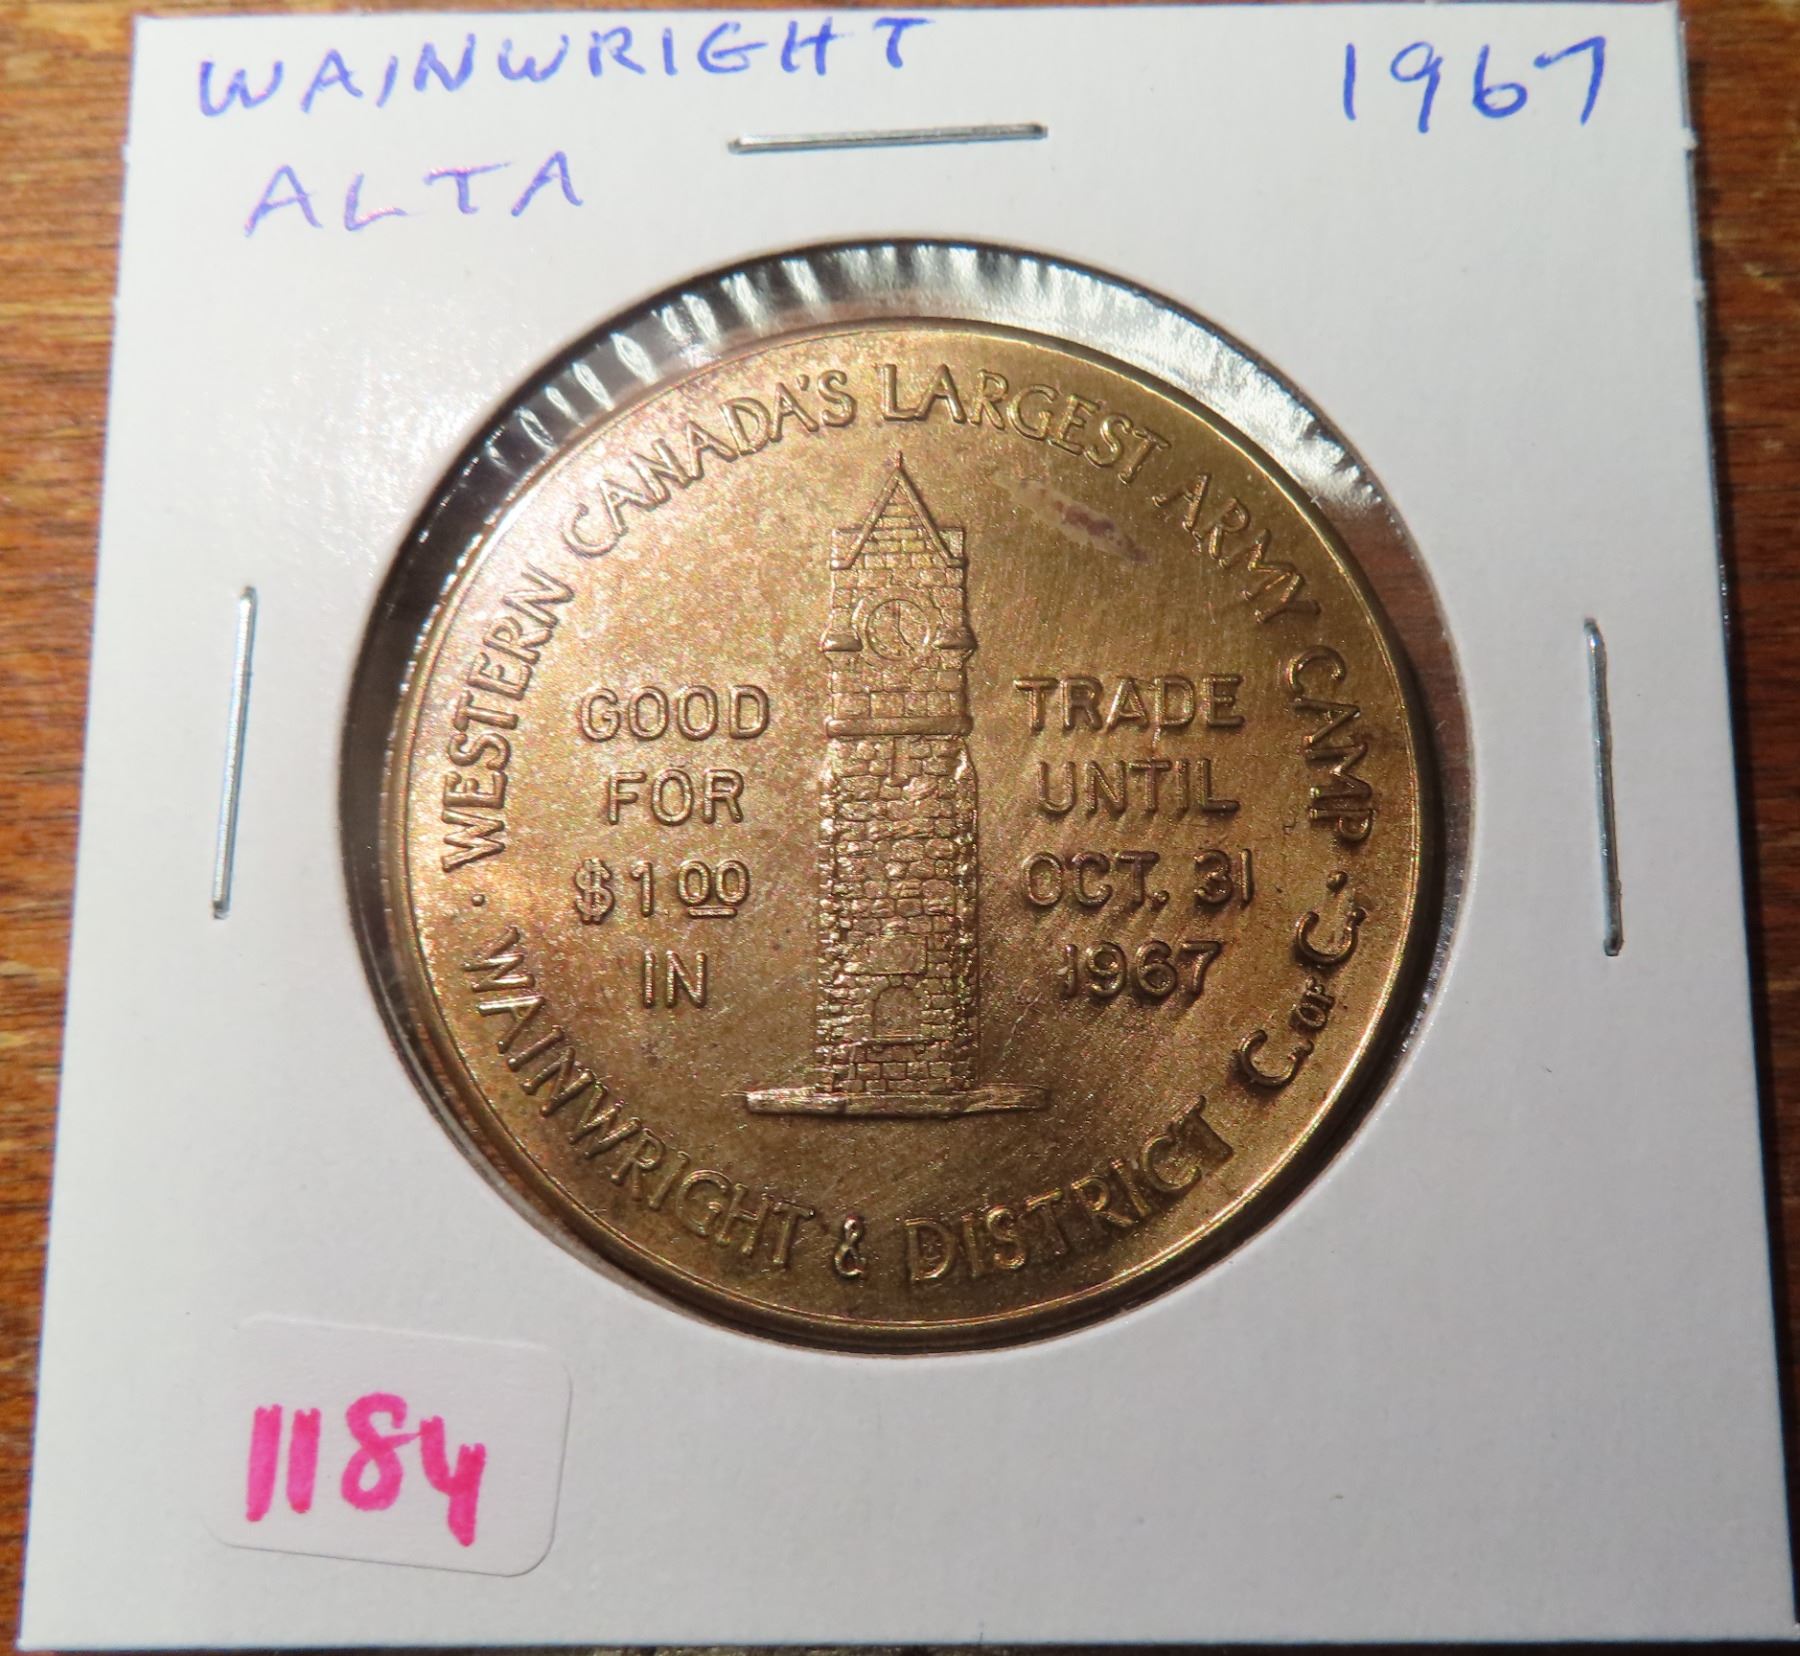 WAINWRIGHT
ALTA
1967
· WESTERN CANADA'S LARGEST ARMY CAMP ·
GOOD
FOR
$1.00
IN
TRADE
UNTIL
OCT. 31
1967
WAINWRIGHT & DISTRICT C. OF C.
1184